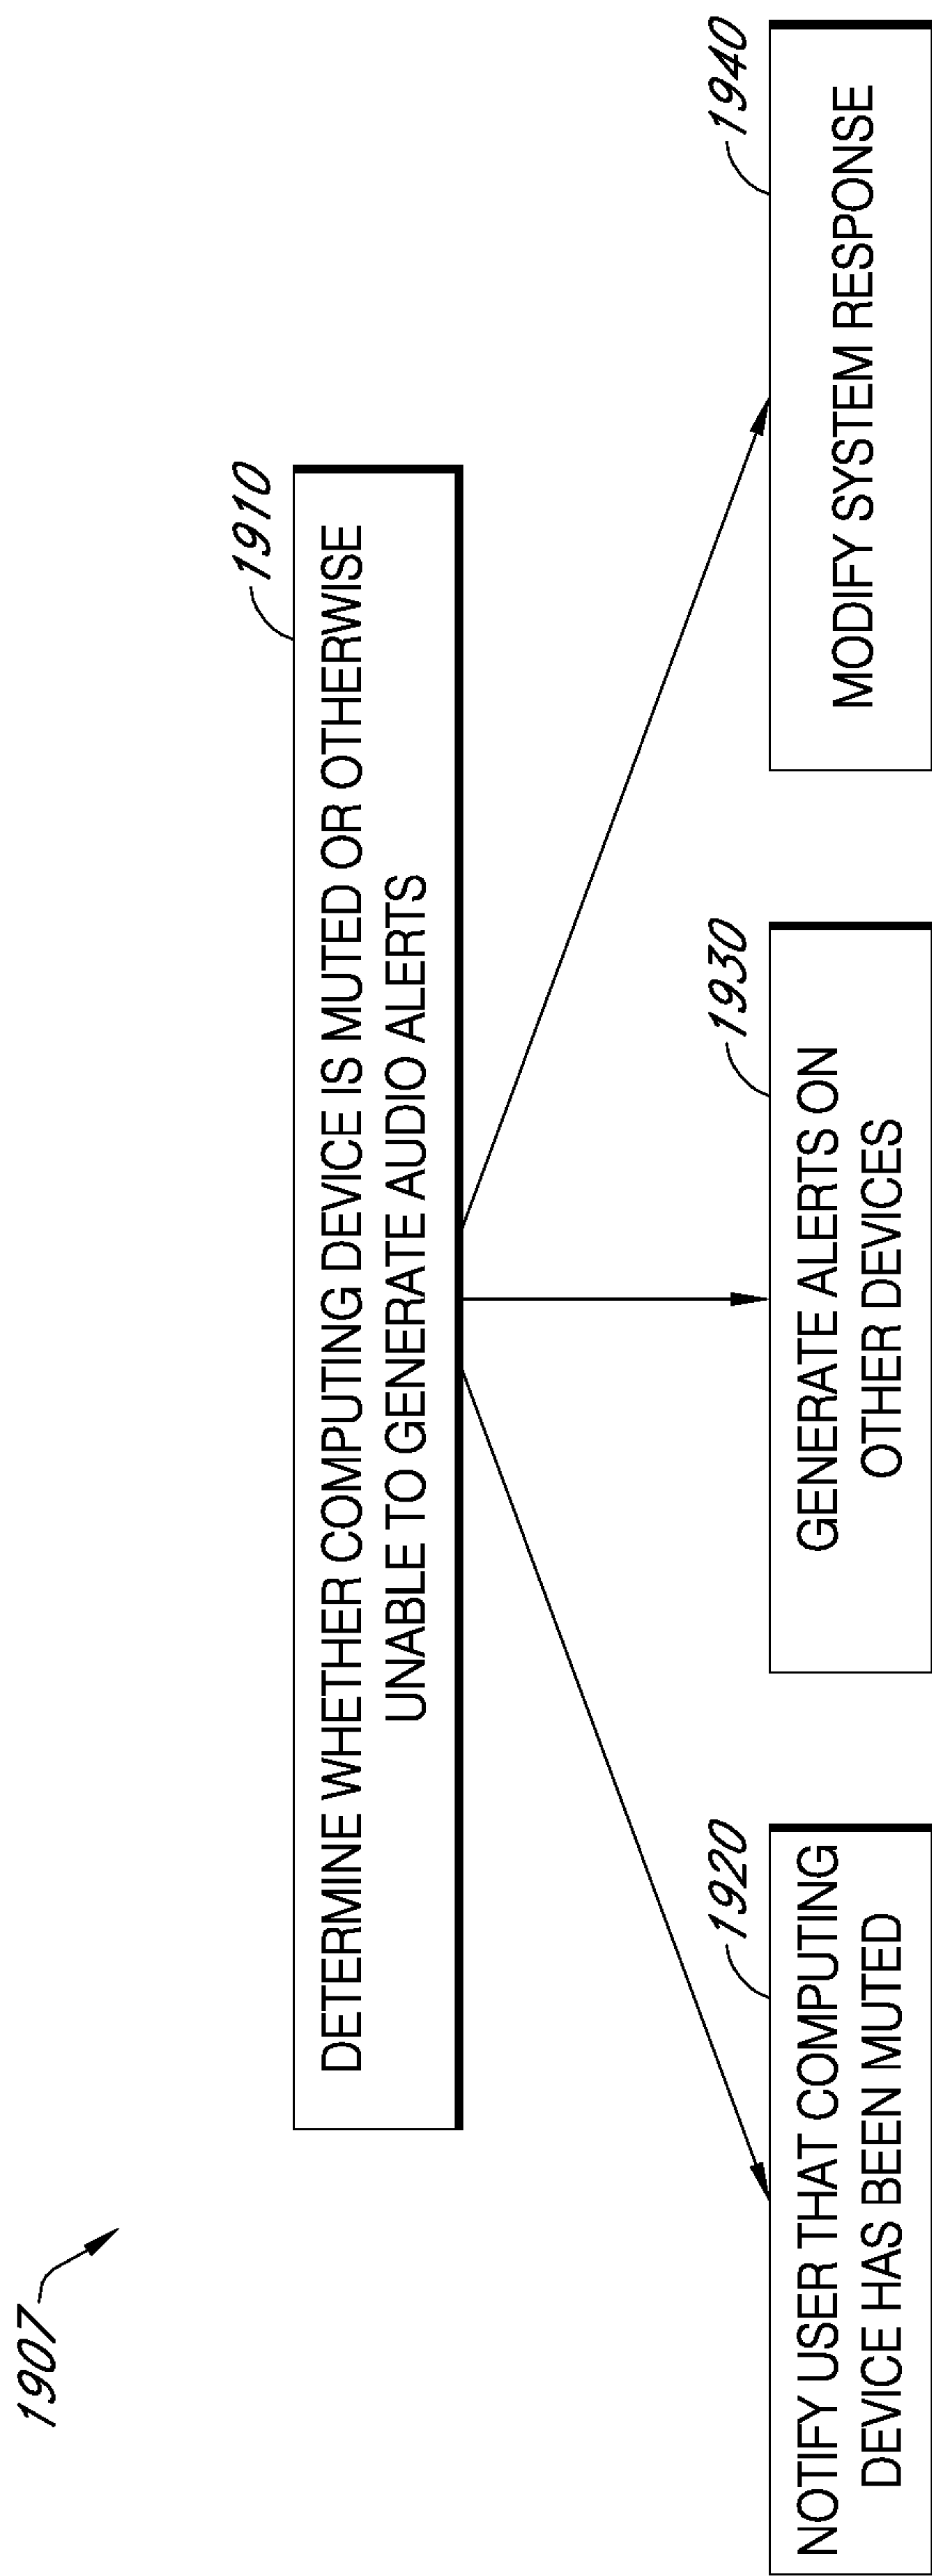 1907
1910
DETERMINE WHETHER COMPUTING DEVICE IS MUTED OR OTHERWISE
UNABLE TO GENERATE AUDIO ALERTS
1920
NOTIFY USER THAT COMPUTING
DEVICE HAS BEEN MUTED
1930
GENERATE ALERTS ON
OTHER DEVICES
1940
MODIFY SYSTEM RESPONSE